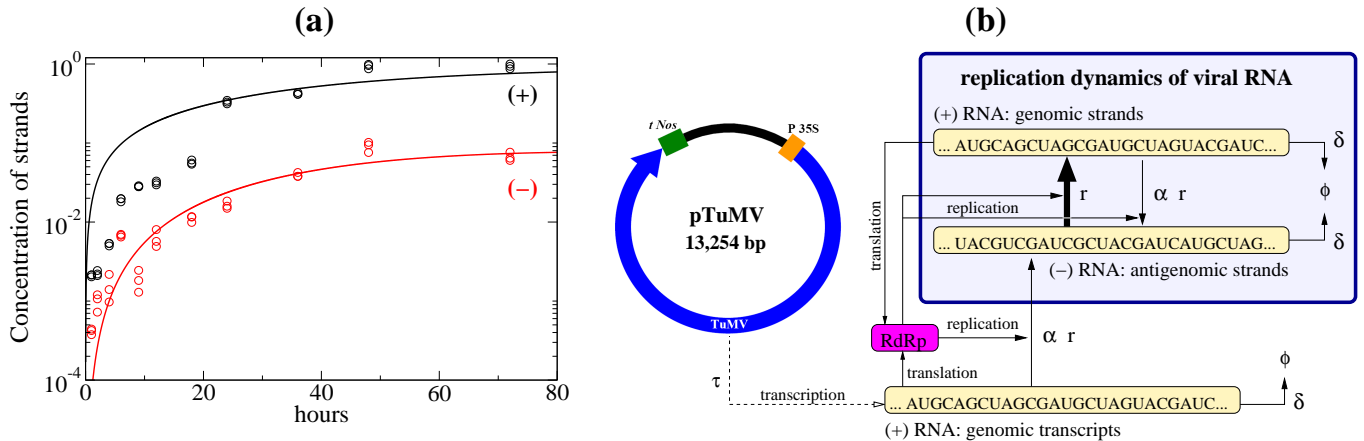 (a)
Concentration of strands
10^0
10^-2
10^-4
0
20
40
60
80
hours
(+)
(−)
(b)
t Nos
P 35S
pTuMV
13,254 bp
TuMV
τ
transcription
replication dynamics of viral RNA
(+) RNA: genomic strands
... AUGCAGCUAGCGAUGCUAGUACGAUC...
δ
r
α r
ϕ
replication
translation
... UACGUCGAUCGCUACGAUCAUGCUAG...
δ
(−) RNA: antigenomic strands
RdRp
replication
α r
translation
ϕ
... AUGCAGCUAGCGAUGCUAGUACGAUC...
δ
(+) RNA: genomic transcripts